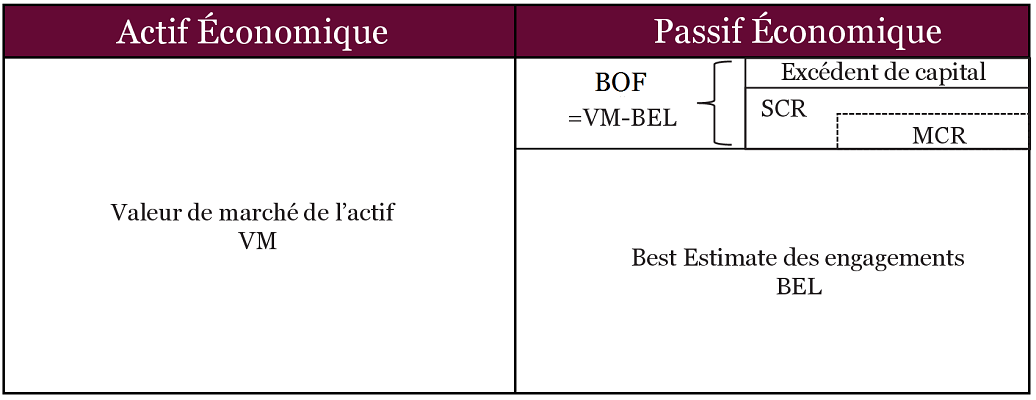 Actif Économique
Passif Économique
Excédent de capital
BOF
=VM-BEL
SCR
MCR
Valeur de marché de l’actif
VM
Best Estimate des engagements
BEL